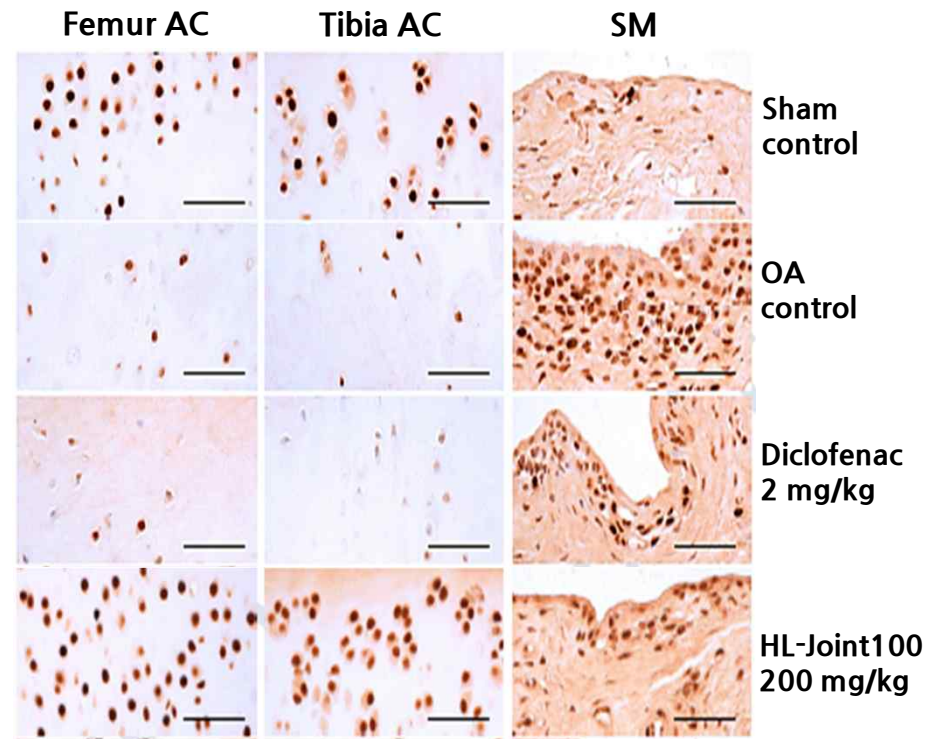 Femur AC
Tibia AC
SM
Sham
control
OA
control
Diclofenac
2 mg/kg
HL-Joint100
200 mg/kg